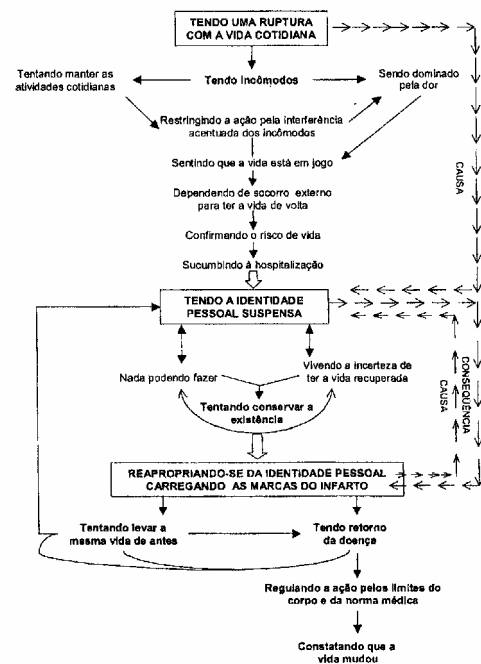 TENDO UMA RUPTURA
COM A VIDA COTIDIANA
Tentando manter as
atividades cotidianas
Tendo Incômodos
Sendo dominado
pela dor
Restringindo a ação pela interferência
acentuada dos incômodos
Sentindo que a vida está em jogo
Dependendo de socorro externo
para ter a vida de volta
Confirmando o risco de vida
Sucumbindo à hospitalização
CAUSA
TENDO A IDENTIDADE
PESSOAL SUSPENSA
Nada podendo fazer
Vivendo a incerteza de
ter a vida recuperada
Tentando conservar a
existência
CAUSA
CONSEQUÊNCIA
REAPROPRIANDO-SE DA IDENTIDADE PESSOAL
CARREGANDO AS MARCAS DO INFARTO
Tentando levar a
mesma vida de antes
Tendo retorno
da doença
Regulando a ação pelos limites do
corpo e da norma médica
Constatando que a
vida mudou